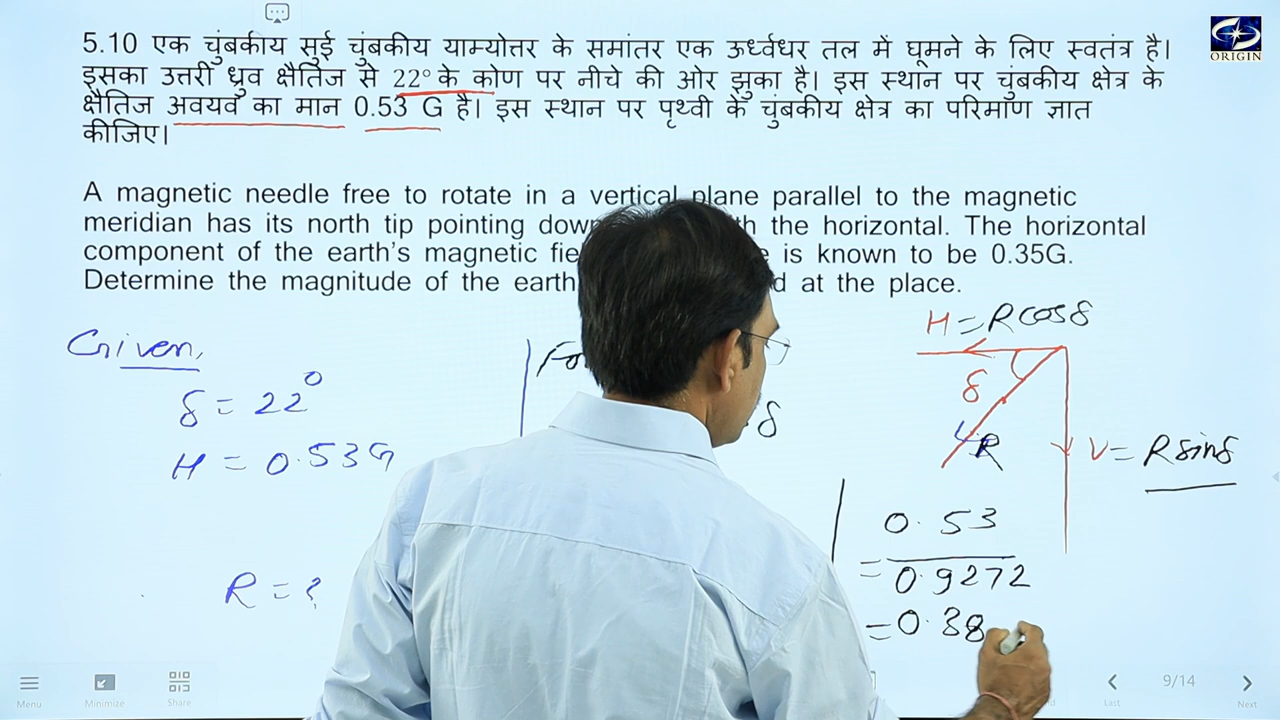 5.10 एक चुंबकीय सुई चुंबकीय याम्योत्तर के समांतर एक ऊर्ध्वधर तल में घूमने के लिए स्वतंत्र है।
इसका उत्तरी ध्रुव क्षैतिज से 22° के कोण पर नीचे की ओर झुका है। इस स्थान पर चुंबकीय क्षेत्र के
क्षैतिज अवयव का मान 0.53 G है। इस स्थान पर पृथ्वी के चुंबकीय क्षेत्र का परिमाण ज्ञात
कीजिए।
ORIGIN
A magnetic needle free to rotate in a vertical plane parallel to the magnetic
meridian has its north tip pointing down the horizontal. The horizontal
component of the earth's magnetic is known to be 0.35G.
Determine the magnitude of the earth at the place.
Given,
δ = 22°
H = 0.53G
R = ?
δ
H = R cos δ
δ
R
V = R sin δ
0.53
= 0.9272
= 0.38
Menu
Minimize
Share
Last
9/14
Next